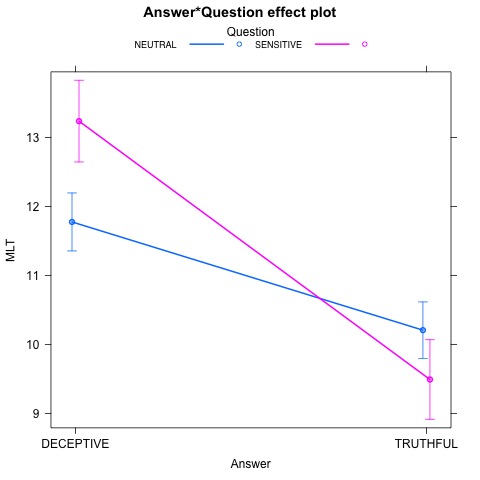 Answer*Question effect plot
Question
NEUTRAL SENSITIVE
13
12
11
10
9
MLT
DECEPTIVE TRUTHFUL
Answer